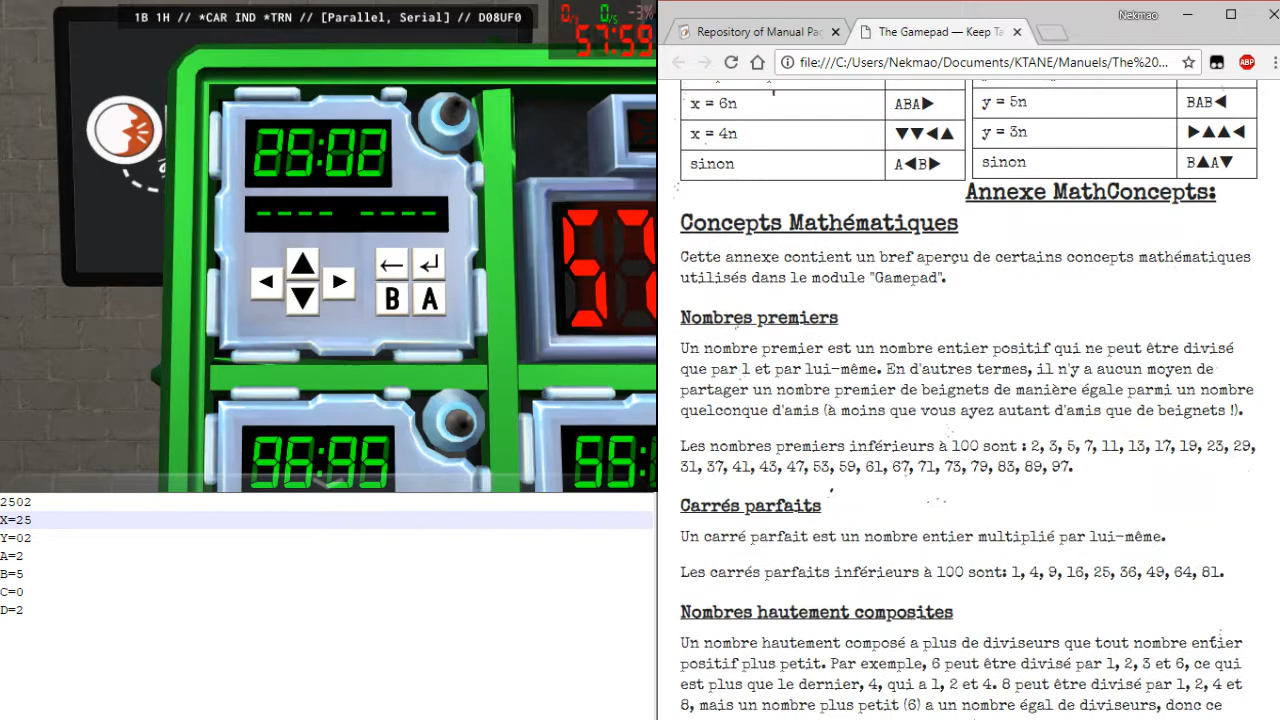 1B 1H // *CAR IND *TRN // [Parallel, Serial] // D08UF0
0/3
0/s
-3%
57:59
25:02
---- ----
▲
◄ ►
▼
← ↵
B A
96:95
2502
X=25
Y=02
A=2
B=5
C=0
D=2
Nekmao
Repository of Manual Pag
The Gamepad — Keep Ta
file:///C:/Users/Nekmao/Documents/KTANE/Manuels/The%20...
ABP
x = 6n ABA▶
x = 4n ▼▼◀▲
sinon A◀B▶
y = 5n BAB◀
y = 3n ▶▲▲◀
sinon B▲A▼
Annexe MathConcepts:
Concepts Mathématiques
Cette annexe contient un bref aperçu de certains concepts mathématiques
utilisés dans le module "Gamepad".
Nombres premiers
Un nombre premier est un nombre entier positif qui ne peut être divisé
que par 1 et par lui-même. En d'autres termes, il n'y a aucun moyen de
partager un nombre premier de beignets de manière égale parmi un nombre
quelconque d'amis (à moins que vous ayez autant d'amis que de beignets !).
Les nombres premiers inférieurs à 100 sont : 2, 3, 5, 7, 11, 13, 17, 19, 23, 29,
31, 37, 41, 43, 47, 53, 59, 61, 67, 71, 73, 79, 83, 89, 97.
Carrés parfaits
Un carré parfait est un nombre entier multiplié par lui-même.
Les carrés parfaits inférieurs à 100 sont: 1, 4, 9, 16, 25, 36, 49, 64, 81.
Nombres hautement composites
Un nombre hautement composé a plus de diviseurs que tout nombre entier
positif plus petit. Par exemple, 6 peut être divisé par 1, 2, 3 et 6, ce qui
est plus que le dernier, 4, qui a 1, 2 et 4. 8 peut être divisé par 1, 2, 4 et
8, mais un nombre plus petit (6) a un nombre égal de diviseurs, donc ce